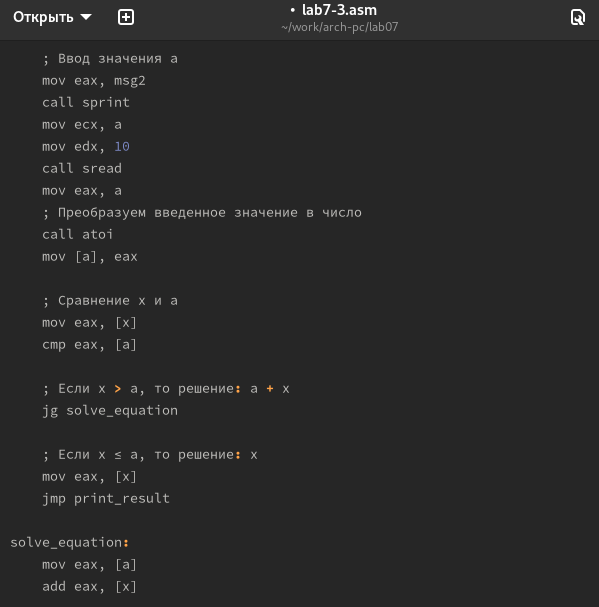 Открыть
• lab7-3.asm
~/work/arch-pc/lab07
; Ввод значения a
mov eax, msg2
call sprint
mov ecx, a
mov edx, 10
call sread
mov eax, a
; Преобразуем введенное значение в число
call atoi
mov [a], eax
; Сравнение x и a
mov eax, [x]
cmp eax, [a]
; Если x > a, то решение: a + x
jg solve_equation
; Если x ≤ a, то решение: x
mov eax, [x]
jmp print_result
solve_equation:
mov eax, [a]
add eax, [x]